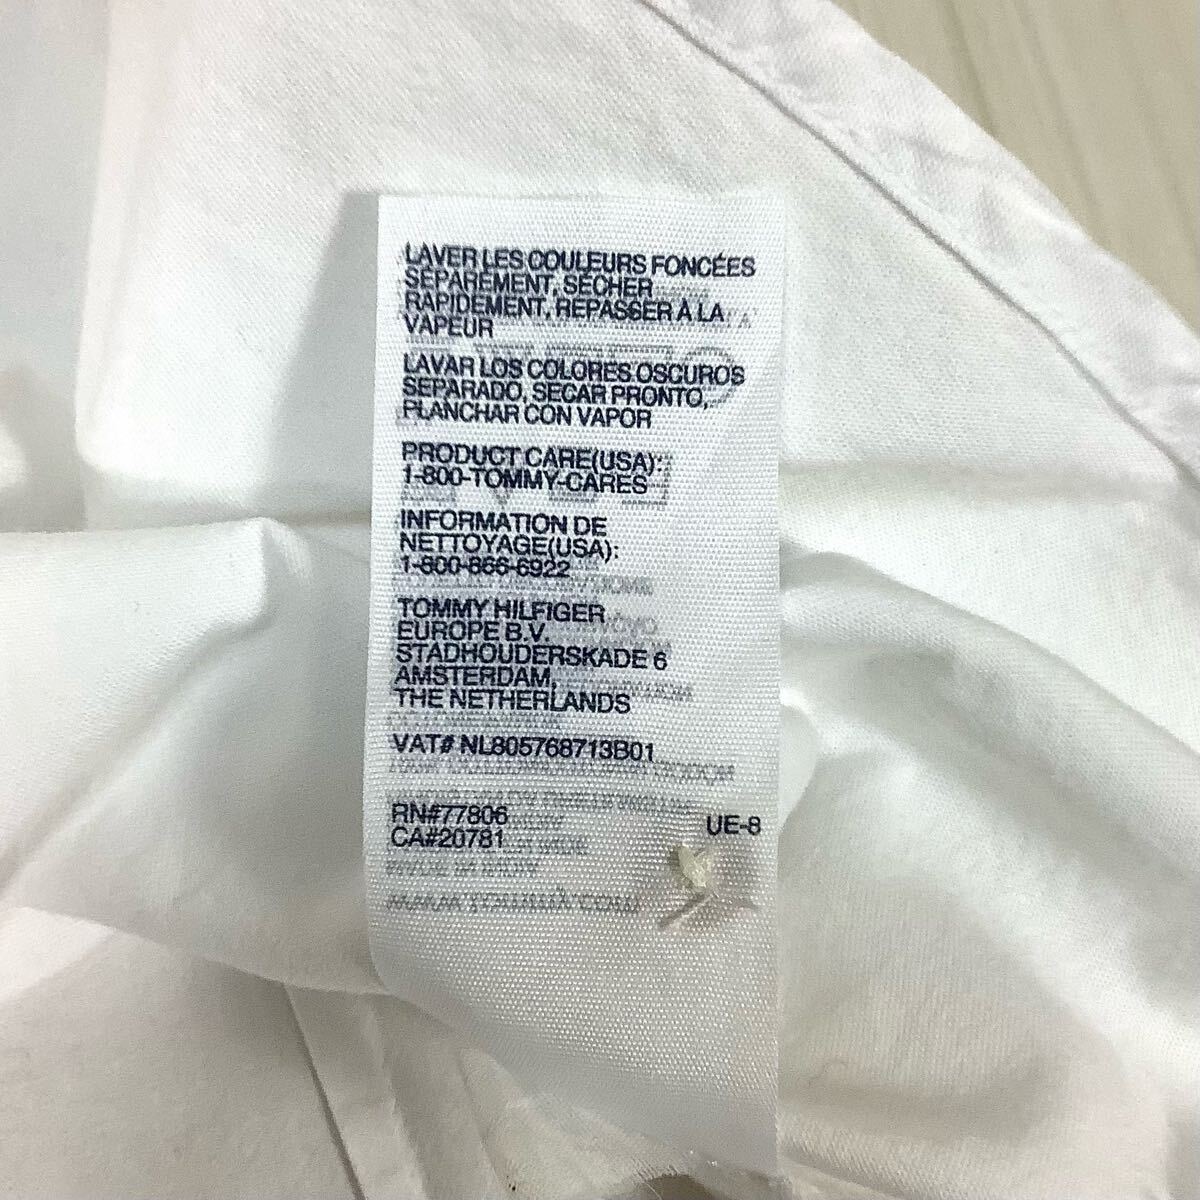 LAVER LES COULEURS FONCÉES
SÉPARÉMENT, SÉCHER
RAPIDEMENT, REPASSER À LA
VAPEUR
LAVAR LOS COLORES OSCUROS
SEPARADO, SECAR PRONTO,
PLANCHAR CON VAPOR
PRODUCT CARE(USA):
1-800-TOMMY-CARES
INFORMATION DE
NETTOYAGE(USA):
1-800-866-6922
TOMMY HILFIGER
EUROPE B.V.
STADHOUDERSKADE 6
AMSTERDAM,
THE NETHERLANDS
VAT# NL805768713B01
RN#77806
CA#20781
UE-8